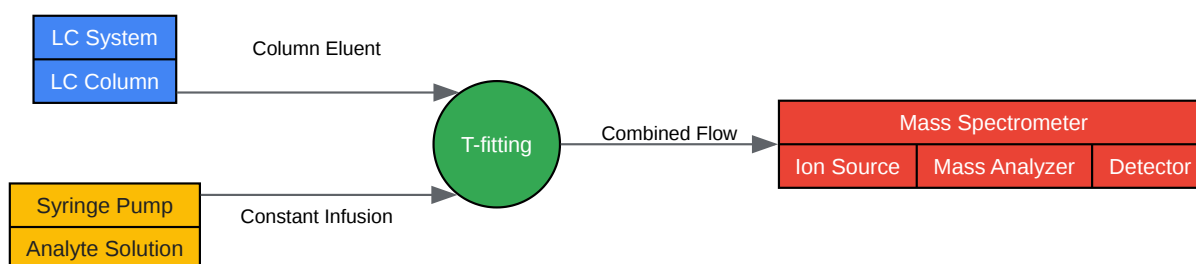 LC System
LC Column
Column Eluent
T-fitting
Combined Flow
Mass Spectrometer
Ion Source
Mass Analyzer
Detector
Syringe Pump
Analyte Solution
Constant Infusion